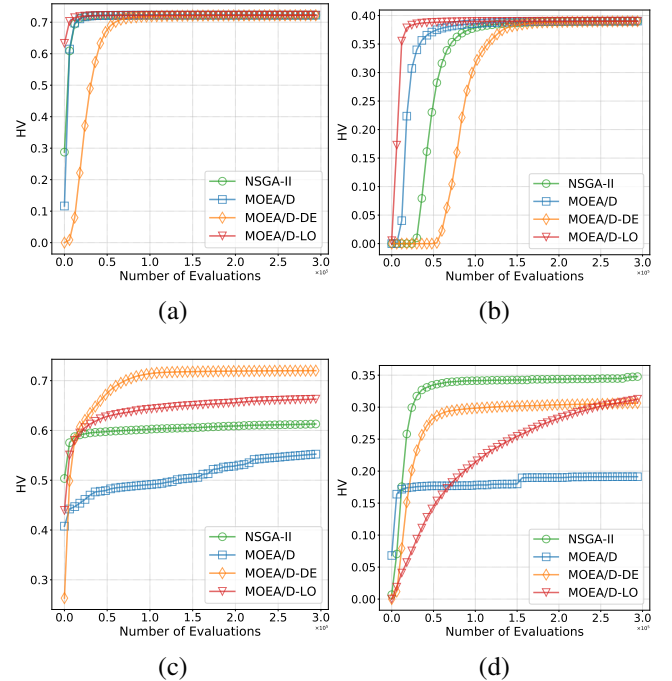 0.7
0.6
0.5
0.4
0.3
0.2
0.1
0.0
HV
NSGA-II
MOEA/D
MOEA/D-DE
MOEA/D-LO
0.0 0.5 1.0 1.5 2.0 2.5 3.0
Number of Evaluations
(a)
0.40
0.35
0.30
0.25
0.20
0.15
0.10
0.05
0.00
HV
NSGA-II
MOEA/D
MOEA/D-DE
MOEA/D-LO
0.0 0.5 1.0 1.5 2.0 2.5 3.0
Number of Evaluations
(b)
0.7
0.6
0.5
0.4
0.3
HV
NSGA-II
MOEA/D
MOEA/D-DE
MOEA/D-LO
0.0 0.5 1.0 1.5 2.0 2.5 3.0
Number of Evaluations
(c)
0.35
0.30
0.25
0.20
0.15
0.10
0.05
0.00
HV
NSGA-II
MOEA/D
MOEA/D-DE
MOEA/D-LO
0.0 0.5 1.0 1.5 2.0 2.5 3.0
Number of Evaluations
(d)